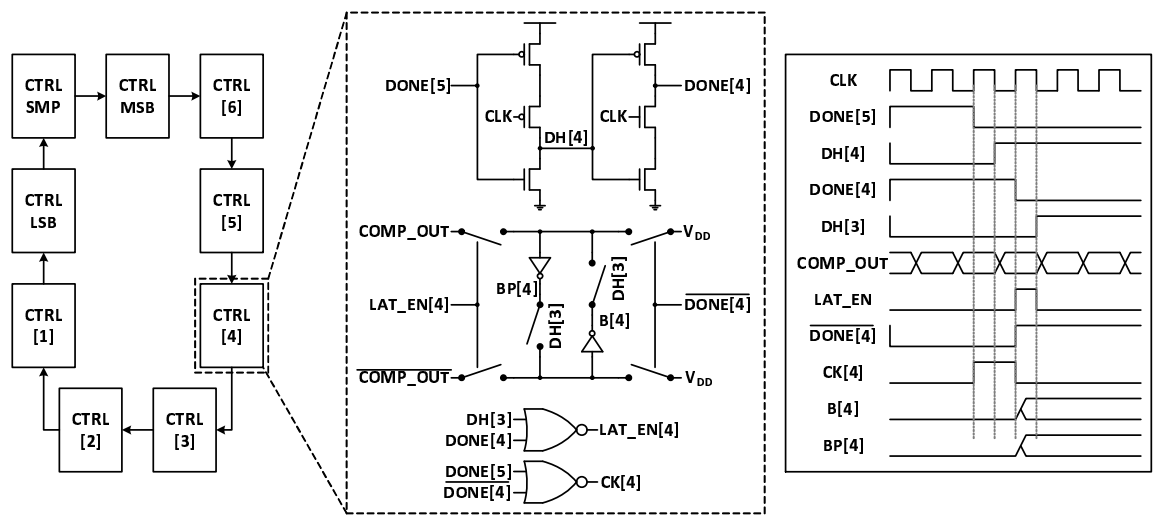 CTRL
SMP
CTRL
MSB
CTRL
[6]
CTRL
LSB
CTRL
[5]
CTRL
[1]
CTRL
[4]
CTRL
[2]
CTRL
[3]
DONE[5]
CLK
DH[4]
CLK
DONE[4]
COMP_OUT
VDD
BP[4]
DH[3]
LAT_EN[4]
DH[3]
B[4]
DONE[4]
COMP_OUT
VDD
DH[3]
DONE[4]
LAT_EN[4]
DONE[5]
DONE[4]
CK[4]
CLK
DONE[5]
DH[4]
DONE[4]
DH[3]
COMP_OUT
LAT_EN
DONE[4]
CK[4]
B[4]
BP[4]